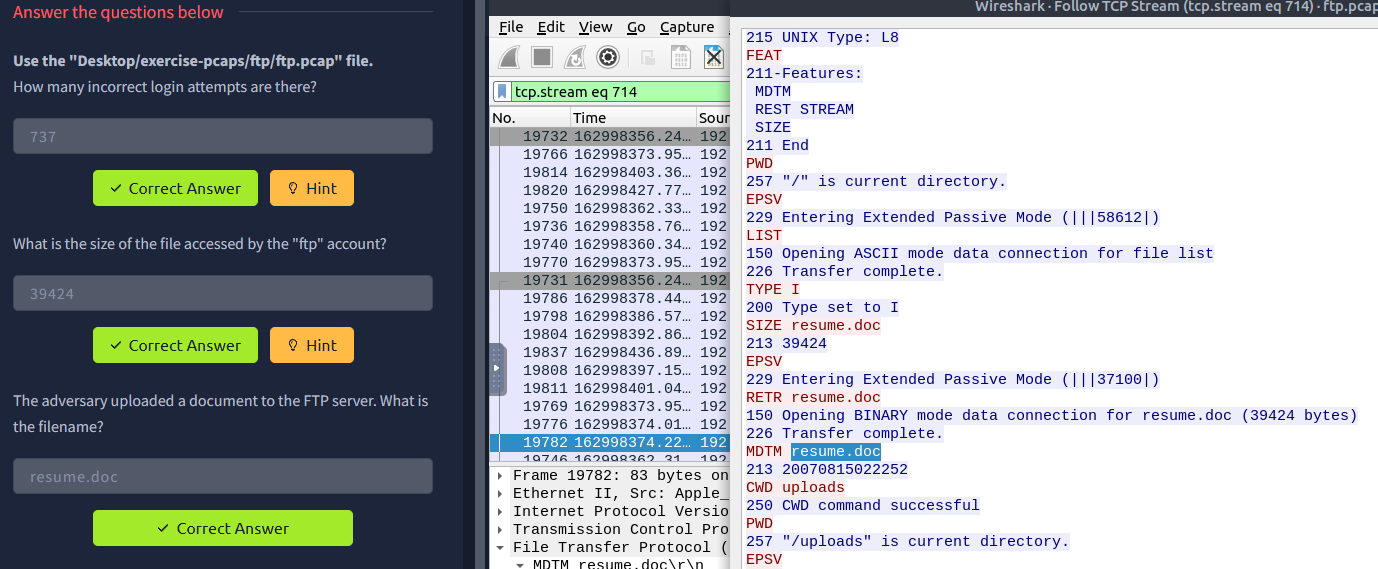 Answer the questions below
Use the "Desktop/exercise-pcaps/ftp/ftp.pcap" file.
How many incorrect login attempts are there?
737
Correct Answer
Hint
What is the size of the file accessed by the "ftp" account?
39424
Correct Answer
Hint
The adversary uploaded a document to the FTP server. What is
the filename?
resume.doc
Correct Answer
File Edit View Go Capture
tcp.stream eq 714
No. Time Sour
19732 162998356.24… 192
19766 162998373.95… 192
19814 162998403.36… 192
19820 162998427.77… 192
19750 162998362.33… 192
19736 162998358.76… 192
19740 162998360.34… 192
19770 162998373.95… 192
19731 162998356.24… 192
19786 162998378.44… 192
19798 162998386.57… 192
19804 162998392.86… 192
19837 162998436.89… 192
19808 162998397.15… 192
19811 162998401.04… 192
19769 162998373.95… 192
19776 162998374.01… 192
19782 162998374.22… 192
19746 162998362.31… 192
Frame 19782: 83 bytes on
Ethernet II, Src: Apple_
Internet Protocol Versio
Transmission Control Pro
File Transfer Protocol (
MDTM resume.doc\r\n
Wireshark · Follow TCP Stream (tcp.stream eq 714) · ftp.pcap
215 UNIX Type: L8
FEAT
211-Features:
MDTM
REST STREAM
SIZE
211 End
PWD
257 "/" is current directory.
EPSV
229 Entering Extended Passive Mode (|||58612|)
LIST
150 Opening ASCII mode data connection for file list
226 Transfer complete.
TYPE I
200 Type set to I
SIZE resume.doc
213 39424
EPSV
229 Entering Extended Passive Mode (|||37100|)
RETR resume.doc
150 Opening BINARY mode data connection for resume.doc (39424 bytes)
226 Transfer complete.
MDTM resume.doc
213 20070815022252
CWD uploads
250 CWD command successful
PWD
257 "/uploads" is current directory.
EPSV